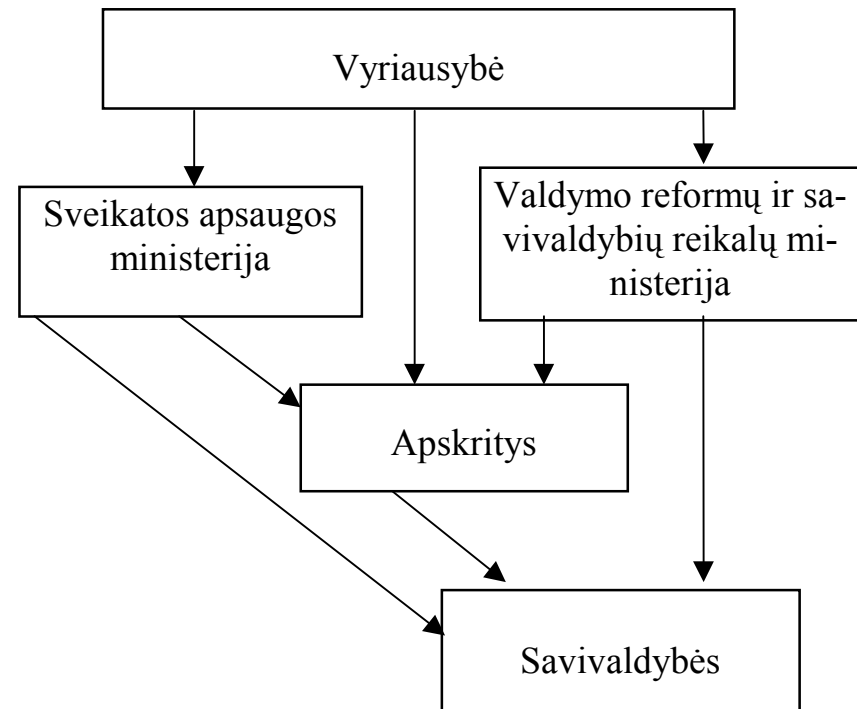 Vyriausybė
Sveikatos apsaugos
ministerija
Valdymo reformų ir sa-
vivaldybių reikalų mi-
nisterija
Apskritys
Savivaldybės